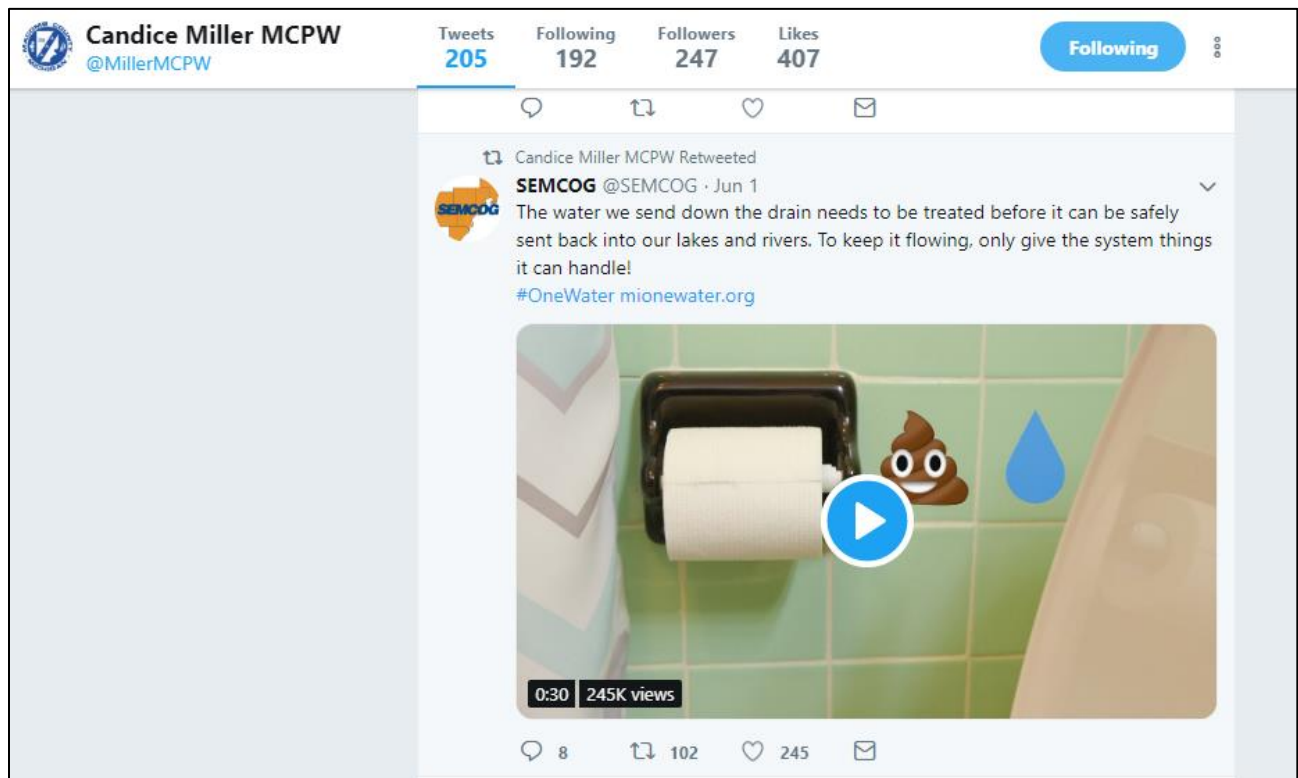 Candice Miller MCPW
@MillerMCPW
Tweets
205
Following
192
Followers
247
Likes
407
Following
Candice Miller MCPW Retweeted
SEMCOG @SEMCOG · Jun 1
SEMCOG
The water we send down the drain needs to be treated before it can be safely
sent back into our lakes and rivers. To keep it flowing, only give the system things
it can handle!
#OneWater mionewater.org
0:30 245K views
8 102 245